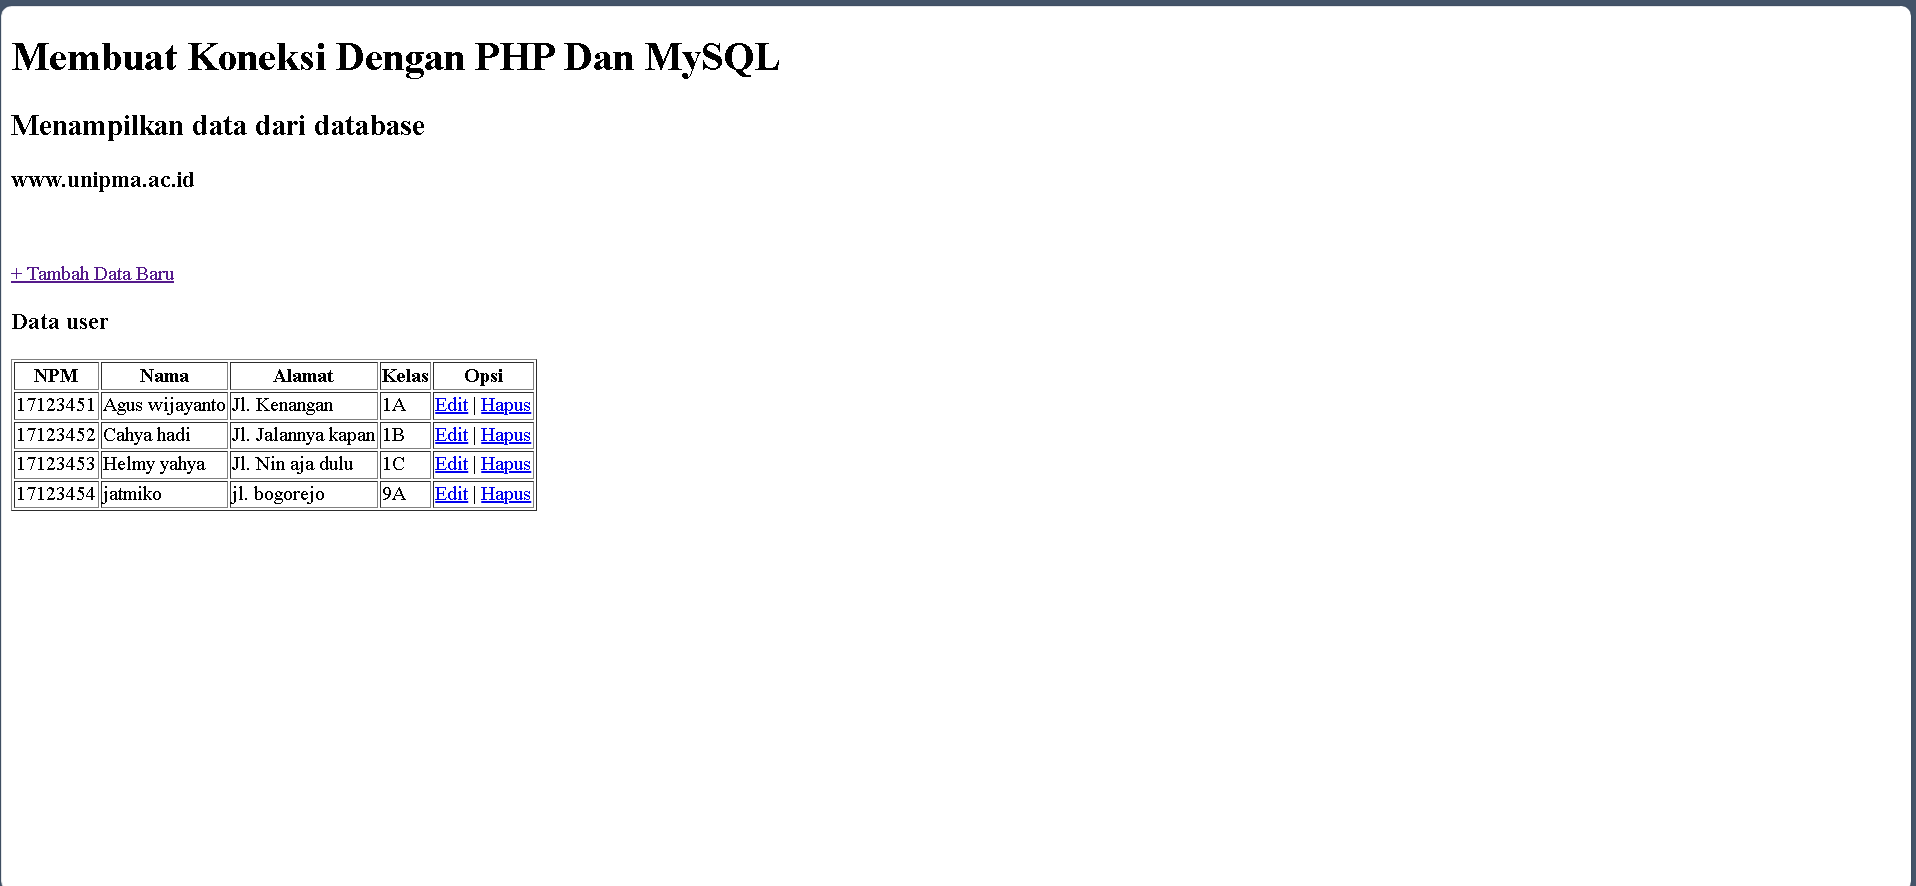 Membuat Koneksi Dengan PHP Dan MySQL
Menampilkan data dari database
www.unipma.ac.id
+ Tambah Data Baru
Data user
NPM Nama Alamat Kelas Opsi
17123451 Agus wijayanto Jl. Kenangan 1A Edit | Hapus
17123452 Cahya hadi Jl. Jalannya kapan 1B Edit | Hapus
17123453 Helmy yahya Jl. Nin aja dulu 1C Edit | Hapus
17123454 jatmiko jl. bogorejo 9A Edit | Hapus